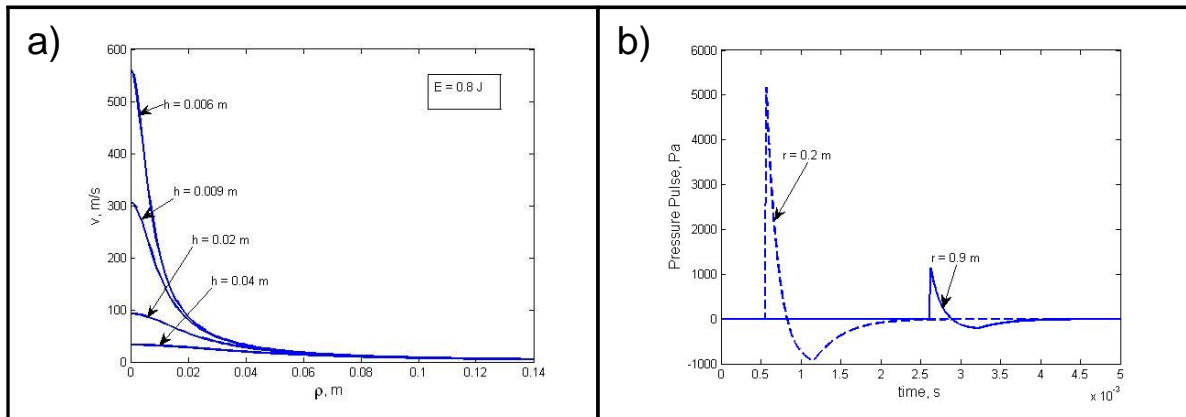 a)
600
500
400
300
200
100
0
v, m/s
E = 0.8 J
h = 0.006 m
h = 0.009 m
h = 0.02 m
h = 0.04 m
0 0.02 0.04 0.06 0.08 0.1 0.12 0.14
ρ, m
b)
6000
5000
4000
3000
2000
1000
0
-1000
Pressure Pulse, Pa
r = 0.2 m
r = 0.9 m
0 0.5 1 1.5 2 2.5 3 3.5 4 4.5 5
time, s
x 10⁻³